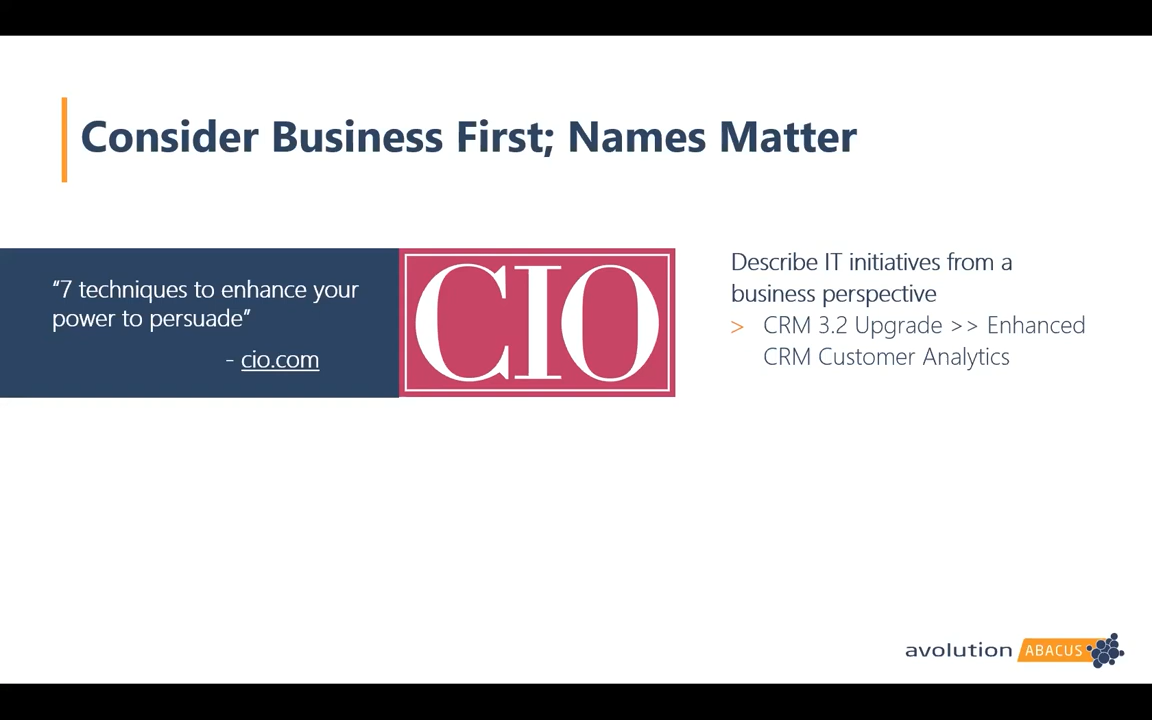 Consider Business First; Names Matter
“7 techniques to enhance your
power to persuade”
- cio.com
CIO
Describe IT initiatives from a
business perspective
> CRM 3.2 Upgrade >> Enhanced
CRM Customer Analytics
avolution ABACUS